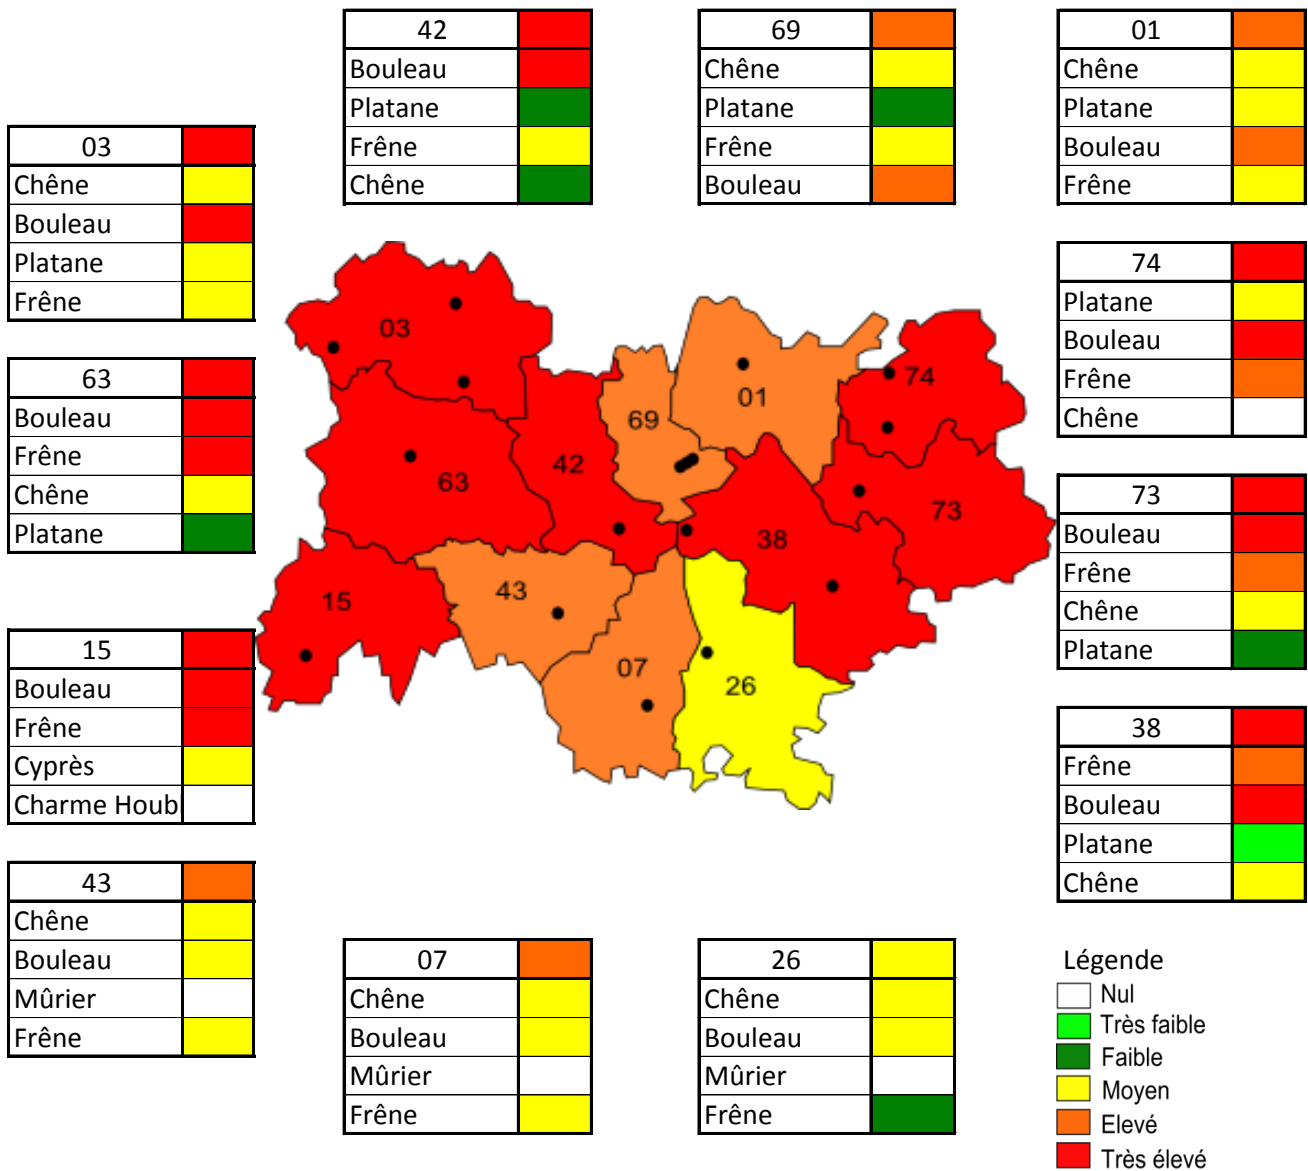 42
Bouleau
Platane
Frêne
Chêne
69
Chêne
Platane
Frêne
Bouleau
01
Chêne
Platane
Bouleau
Frêne
03
Chêne
Bouleau
Platane
Frêne
63
Bouleau
Frêne
Chêne
Platane
15
Bouleau
Frêne
Cyprès
Charme Houb
43
Chêne
Bouleau
Mûrier
Frêne
03
63
15
42
69
01
74
73
38
43
07
26
74
Platane
Bouleau
Frêne
Chêne
73
Bouleau
Frêne
Chêne
Platane
38
Frêne
Bouleau
Platane
Chêne
07
Chêne
Bouleau
Mûrier
Frêne
26
Chêne
Bouleau
Mûrier
Frêne
Légende
Nul
Très faible
Faible
Moyen
Elevé
Très élevé